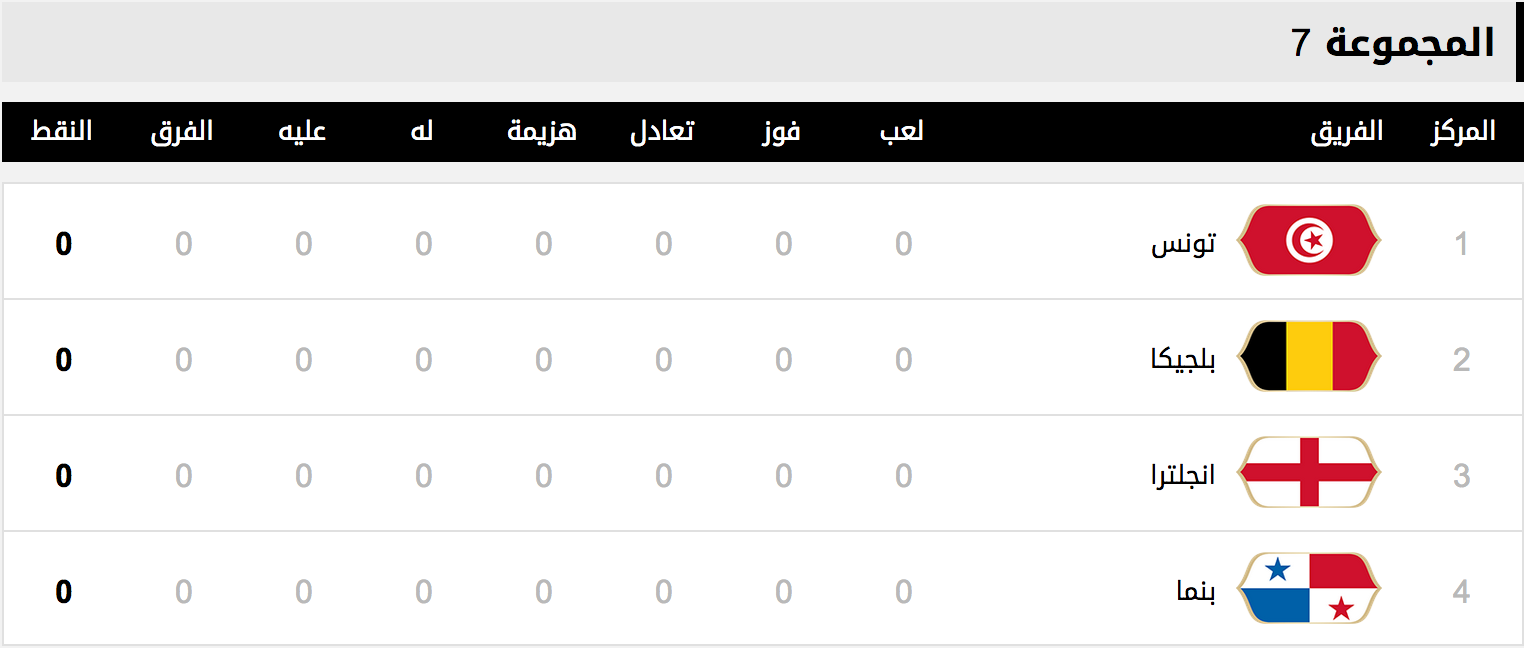 المجموعة 7
المركز الفريق لعب فوز تعادل هزيمة له عليه الفرق النقط
1 تونس 0 0 0 0 0 0 0 0
2 بلجيكا 0 0 0 0 0 0 0 0
3 انجلترا 0 0 0 0 0 0 0 0
4 بنما 0 0 0 0 0 0 0 0